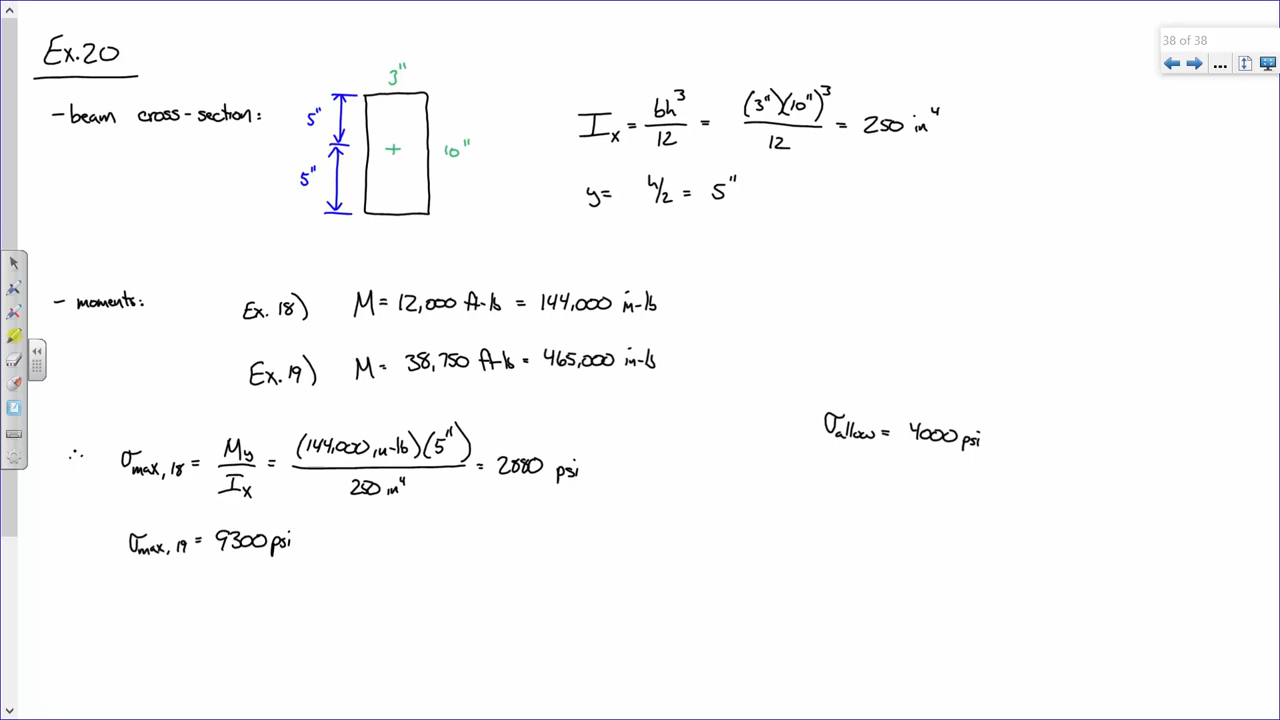 38 of 38
Ex.20
- beam cross-section:
3"
5"
5"
10"
Ix = bh³/12 = (3")(10")³/12 = 250 in⁴
y = h/2 = 5"
- moments:
Ex. 18) M = 12,000 ft-lb = 144,000 in-lb
Ex. 19) M = 38,750 ft-lb = 465,000 in-lb
σallow = 4000 psi
∴ σmax, 18 = My/Ix = (144,000 in-lb)(5")/250 in⁴ = 2880 psi
σmax, 19 = 9300 psi